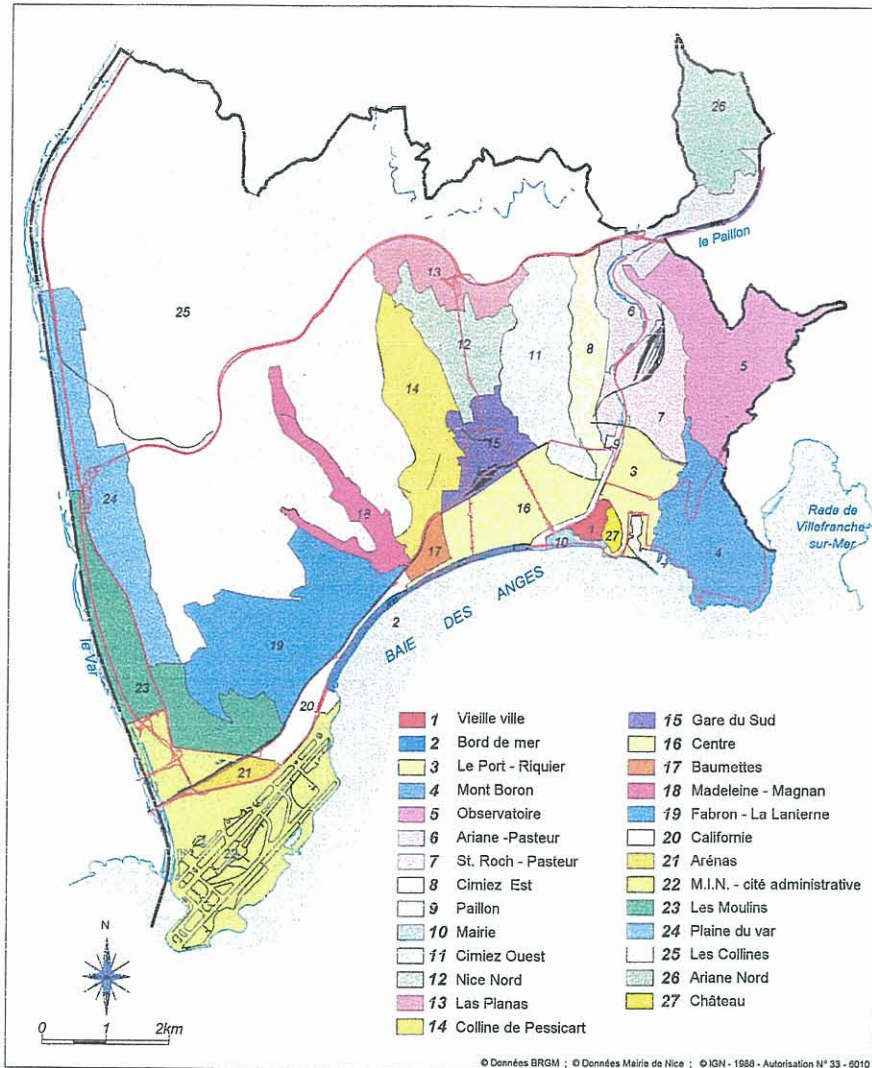 26
le Paillon
13
25
6
12
11
8
5
14
7
9
15
3
24
Rade de
Villefranche-
sur-Mer
18
16
1
27
10
4
17
2
BAIE DES ANGES
19
le Var
23
20
21
22
1 Vieille ville
2 Bord de mer
3 Le Port - Riquier
4 Mont Boron
5 Observatoire
6 Ariane -Pasteur
7 St. Roch - Pasteur
8 Cimiez Est
9 Paillon
10 Mairie
11 Cimiez Ouest
12 Nice Nord
13 Las Planas
14 Colline de Pessicart
15 Gare du Sud
16 Centre
17 Baumettes
18 Madeleine - Magnan
19 Fabron - La Lanterne
20 Californie
21 Arénas
22 M.I.N. - cité administrative
23 Les Moulins
24 Plaine du var
25 Les Collines
26 Ariane Nord
27 Château
N
0 1 2km
© Données BRGM ; © Données Mairie de Nice ; © IGN - 1988 - Autorisation N° 33 - 6010